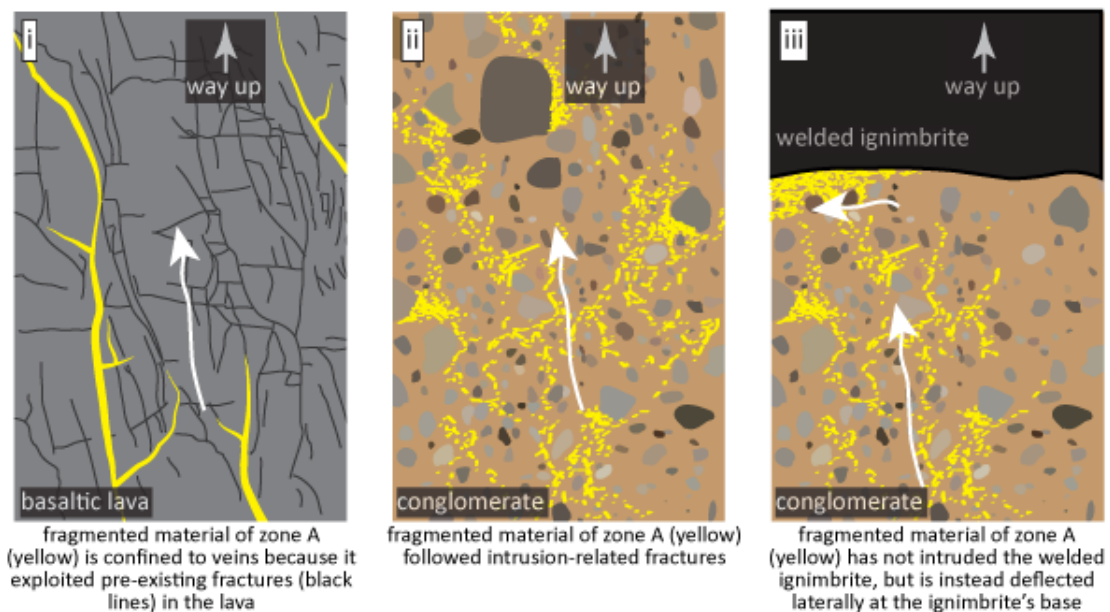 i
way up
basaltic lava
fragmented material of zone A
(yellow) is confined to veins because it
exploited pre-existing fractures (black
lines) in the lava
ii
way up
conglomerate
fragmented material of zone A (yellow)
followed intrusion-related fractures
iii
way up
welded ignimbrite
conglomerate
fragmented material of zone A
(yellow) has not intruded the welded
ignimbrite, but is instead deflected
laterally at the ignimbrite's base